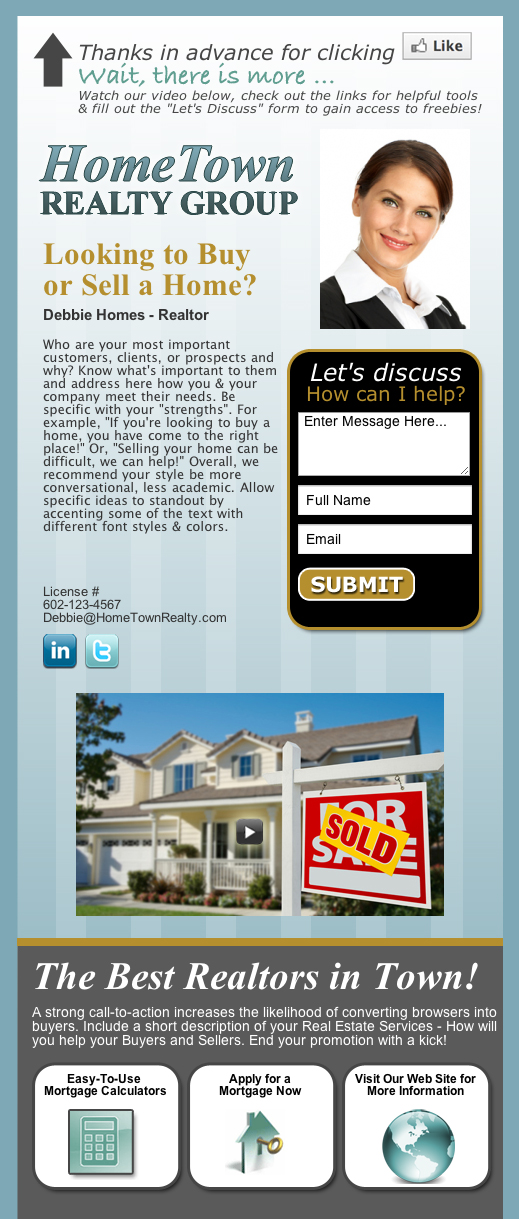 Thanks in advance for clicking
Like
Wait, there is more ...
Watch our video below, check out the links for helpful tools
& fill out the "Let's Discuss" form to gain access to freebies!
HomeTown
REALTY GROUP
Looking to Buy
or Sell a Home?
Debbie Homes - Realtor
Who are your most important
customers, clients, or prospects and
why? Know what's important to them
and address here how you & your
company meet their needs. Be
specific with your "strengths". For
example, "If you're looking to buy a
home, you have come to the right
place!" Or, "Selling your home can be
difficult, we can help!" Overall, we
recommend your style be more
conversational, less academic. Allow
specific ideas to standout by
accenting some of the text with
different font styles & colors.
License #
602-123-4567
Debbie@HomeTownRealty.com
in
t
Let's discuss
How can I help?
Enter Message Here...
Full Name
Email
SUBMIT
FOR
SALE
SOLD
The Best Realtors in Town!
A strong call-to-action increases the likelihood of converting browsers into
buyers. Include a short description of your Real Estate Services - How will
you help your Buyers and Sellers. End your promotion with a kick!
Easy-To-Use
Mortgage Calculators
Apply for a
Mortgage Now
Visit Our Web Site for
More Information